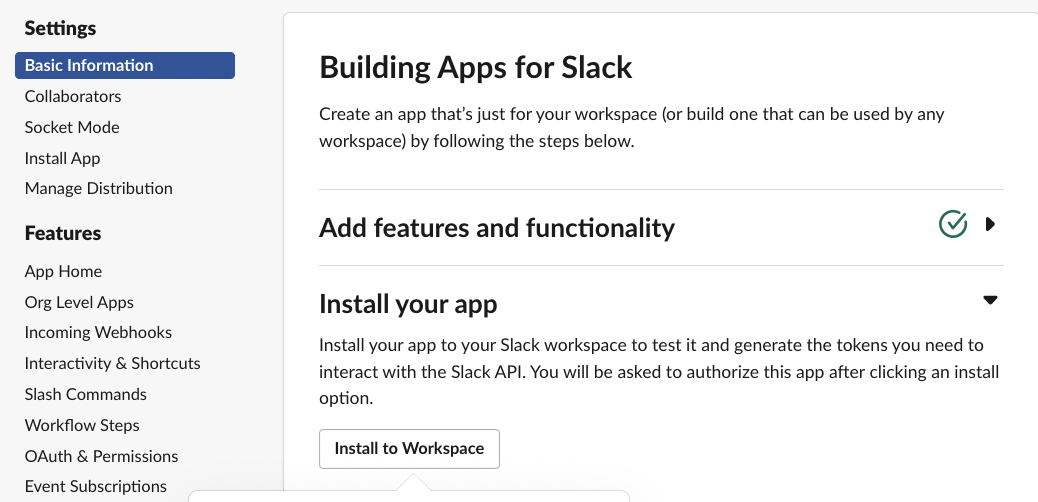 Settings
Basic Information
Collaborators
Socket Mode
Install App
Manage Distribution
Features
App Home
Org Level Apps
Incoming Webhooks
Interactivity & Shortcuts
Slash Commands
Workflow Steps
OAuth & Permissions
Event Subscriptions
Building Apps for Slack
Create an app that's just for your workspace (or build one that can be used by any
workspace) by following the steps below.
Add features and functionality
Install your app
Install your app to your Slack workspace to test it and generate the tokens you need to
interact with the Slack API. You will be asked to authorize this app after clicking an install
option.
Install to Workspace